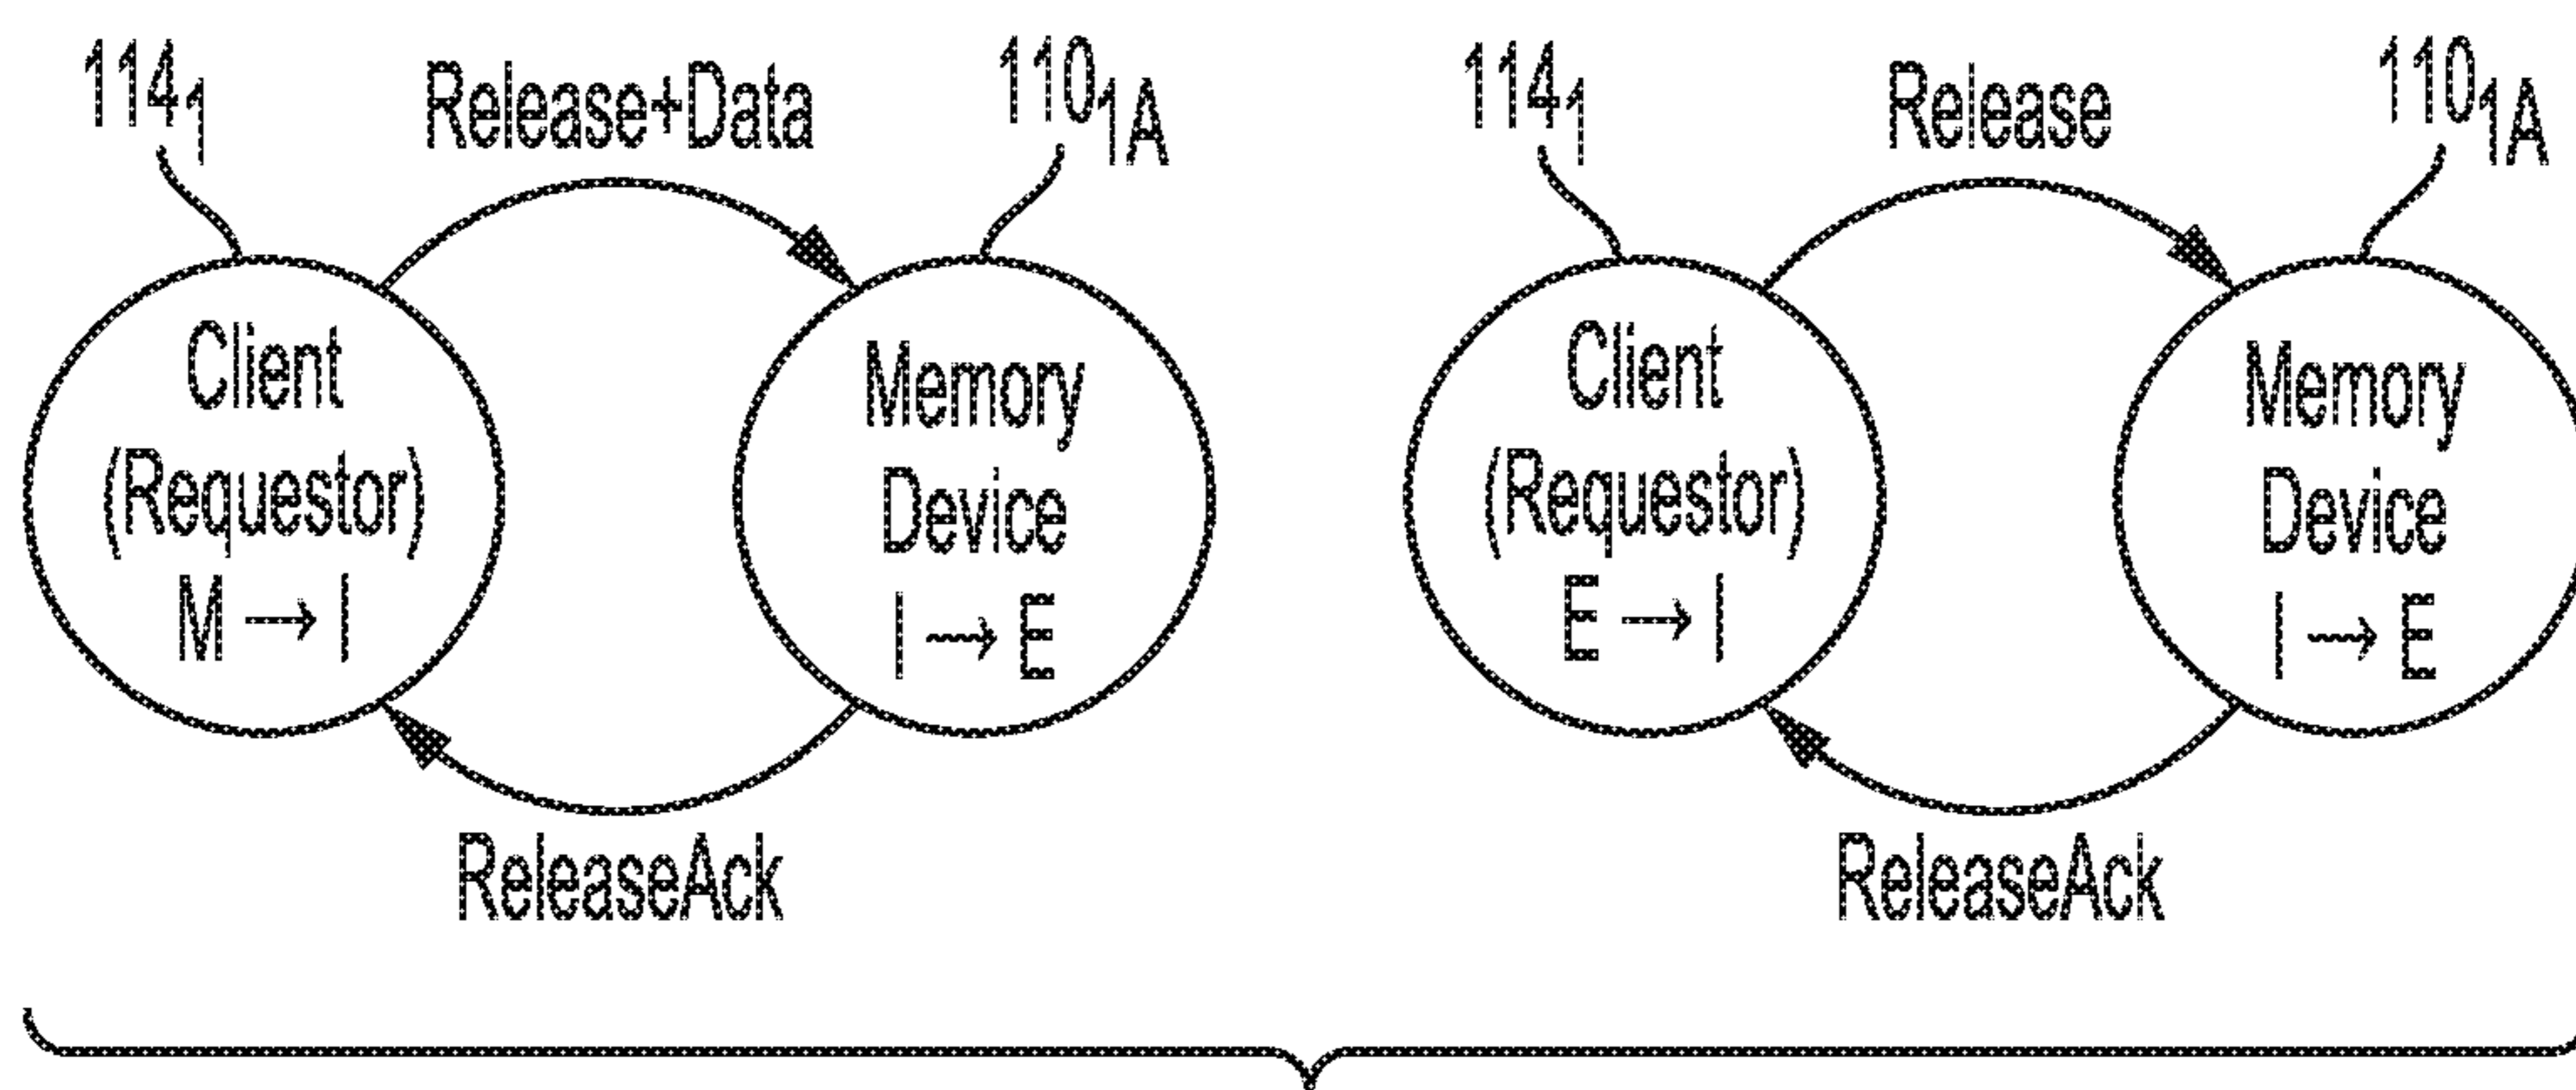 114₁
Release+Data
110₁A
Client
(Requestor)
M → I
Memory
Device
I → E
ReleaseAck
114₁
Release
110₁A
Client
(Requestor)
E → I
Memory
Device
I → E
ReleaseAck